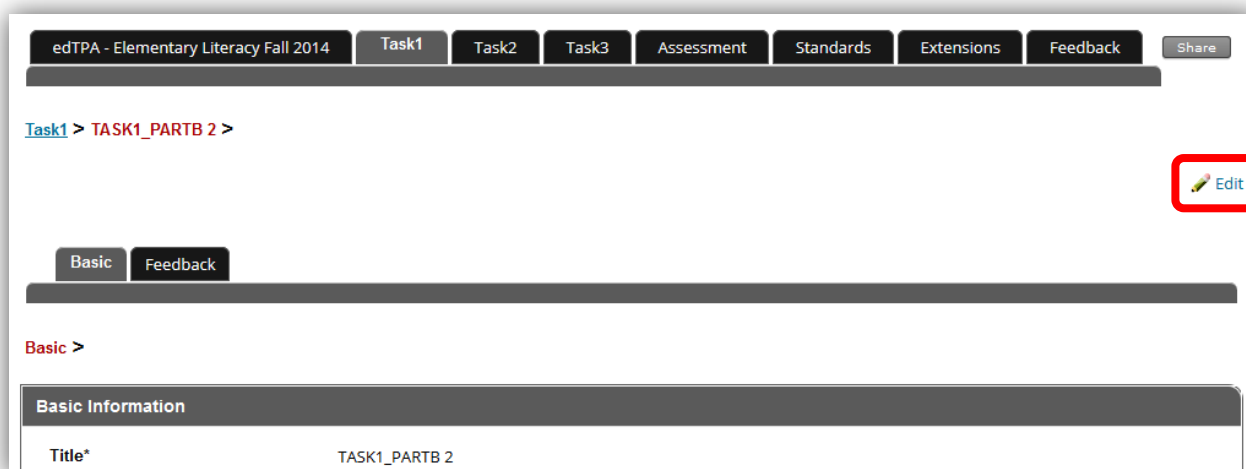 edTPA - Elementary Literacy Fall 2014 Task1 Task2 Task3 Assessment Standards Extensions Feedback Share
Task1 > TASK1_PARTB 2 >
Edit
Basic Feedback
Basic >
Basic Information
Title* TASK1_PARTB 2